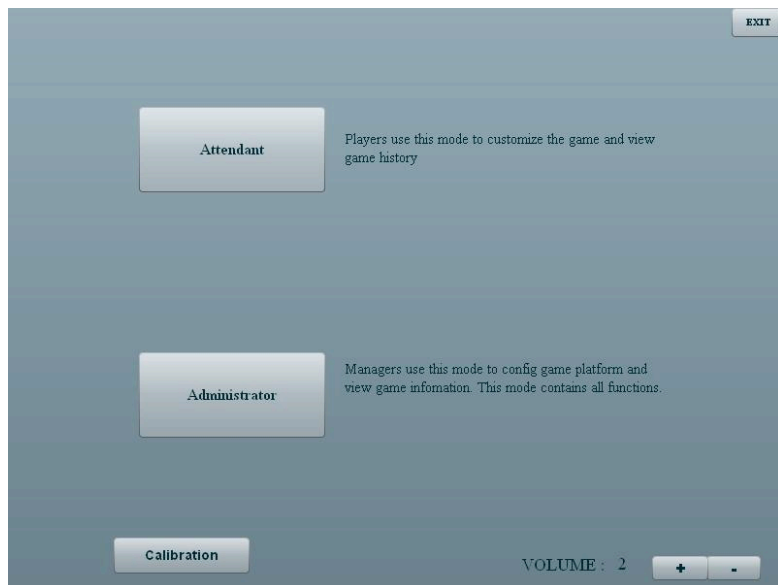 EXIT
Attendant
Players use this mode to customize the game and view
game history
Administrator
Managers use this mode to config game platform and
view game infomation. This mode contains all functions.
Calibration
VOLUME : 2 + -